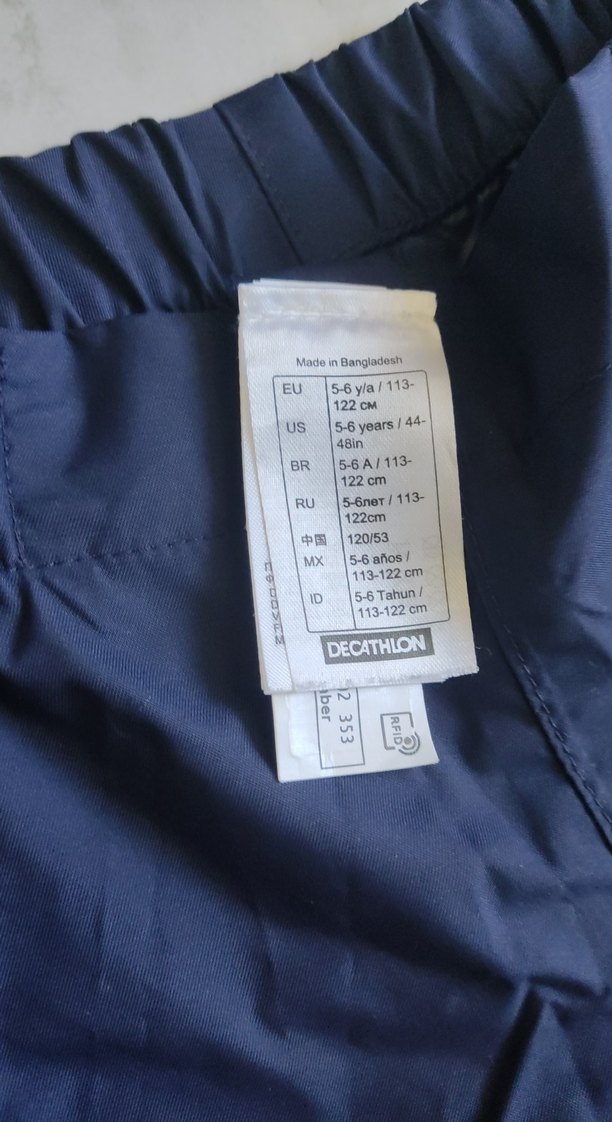 Made in Bangladesh
EU 5-6 y/a / 113-
122 см
US 5-6 years / 44-
48in
BR 5-6 A / 113-
122 cm
RU 5-6лет / 113-
122cm
中国 120/53
MX 5-6 años /
113-122 cm
ID 5-6 Tahun /
113-122 cm
DECATHLON
353
RFID